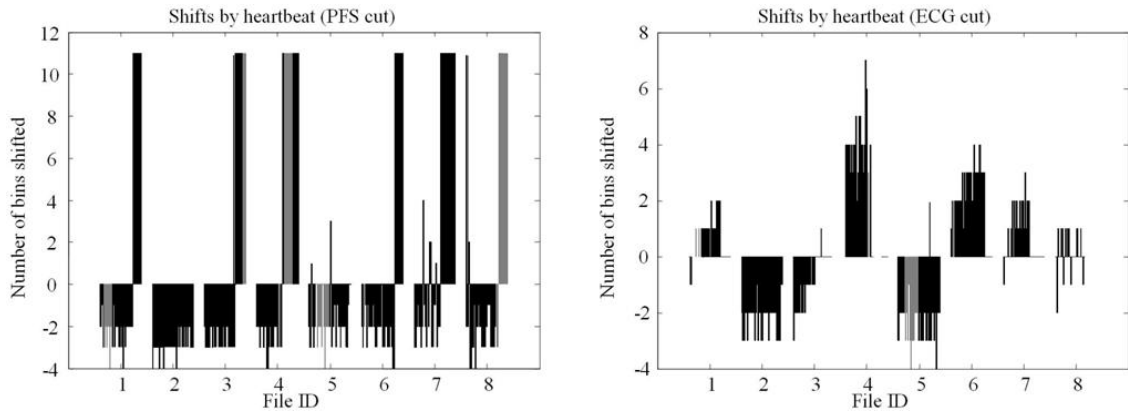 Shifts by heartbeat (PFS cut)
12
10
8
6
4
2
0
-2
-4
Number of bins shifted
1 2 3 4 5 6 7 8
File ID
Shifts by heartbeat (ECG cut)
8
6
4
2
0
-2
-4
Number of bins shifted
1 2 3 4 5 6 7 8
File ID